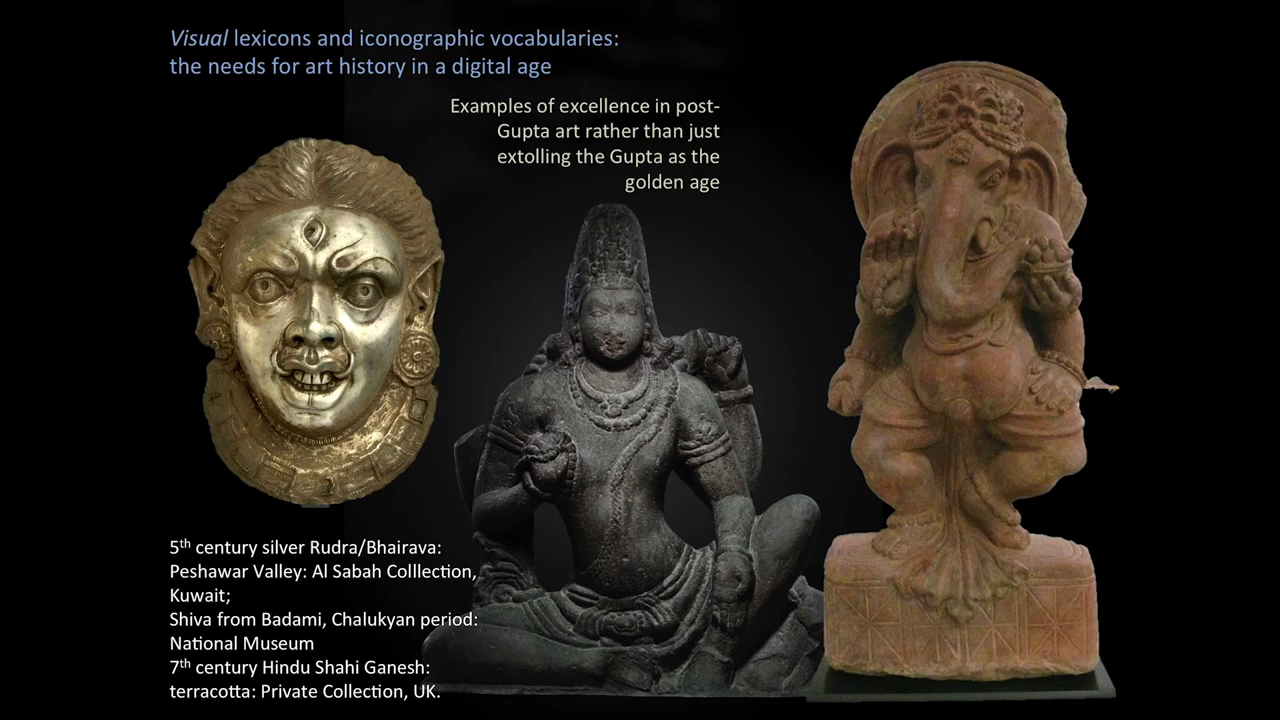 Visual lexicons and iconographic vocabularies:
the needs for art history in a digital age
Examples of excellence in post-
Gupta art rather than just
extolling the Gupta as the
golden age
5th century silver Rudra/Bhairava:
Peshawar Valley: Al Sabah Colllection,
Kuwait;
Shiva from Badami, Chalukyan period:
National Museum
7th century Hindu Shahi Ganesh:
terracotta: Private Collection, UK.